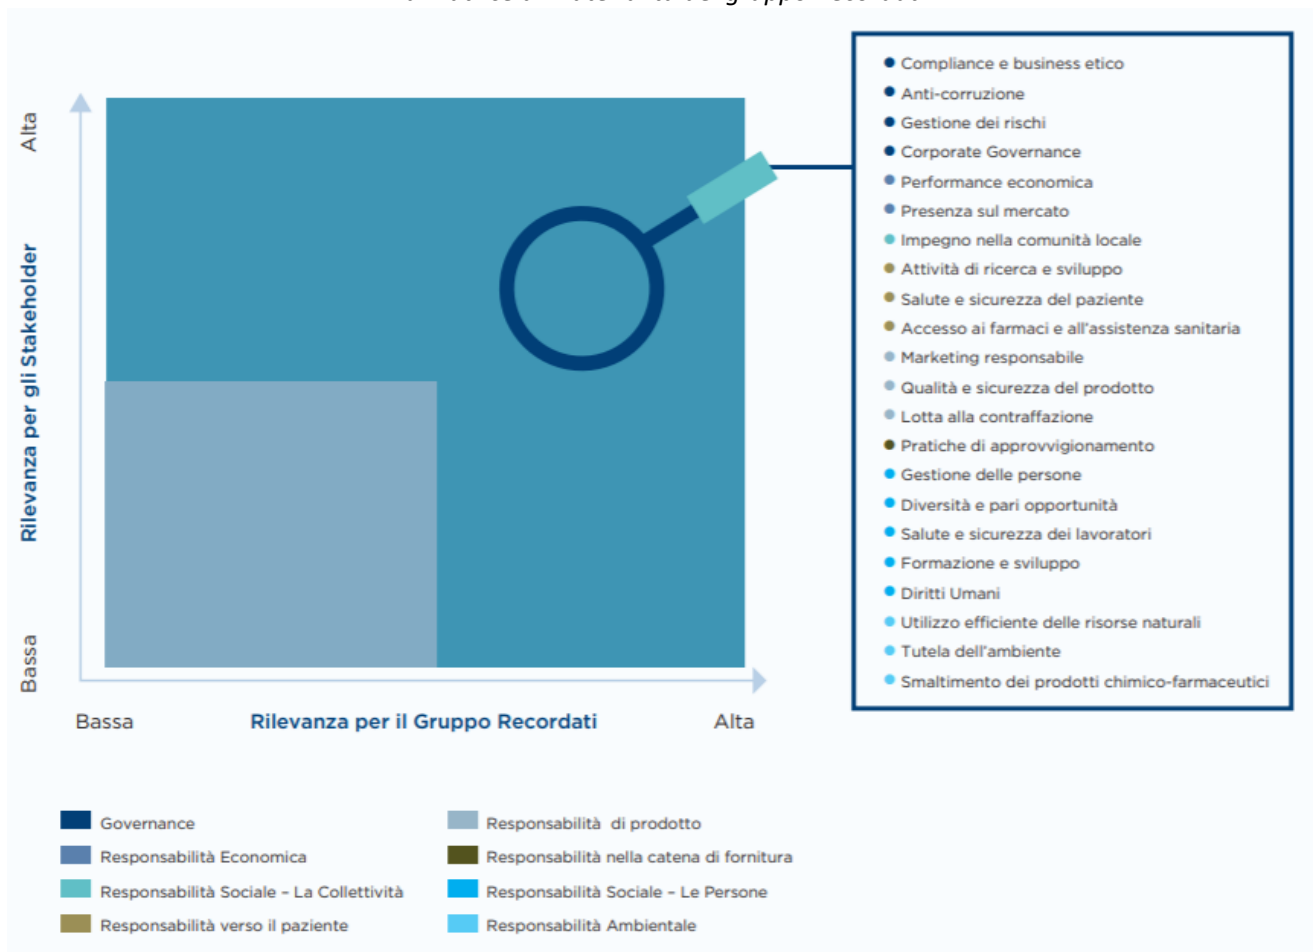 Alta
Rilevanza per gli Stakeholder
Bassa
Bassa
Rilevanza per il Gruppo Recordati
Alta
Compliance e business etico
Anti-corruzione
Gestione dei rischi
Corporate Governance
Performance economica
Presenza sul mercato
Impegno nella comunità locale
Attività di ricerca e sviluppo
Salute e sicurezza del paziente
Accesso ai farmaci e all'assistenza sanitaria
Marketing responsabile
Qualità e sicurezza del prodotto
Lotta alla contraffazione
Pratiche di approvvigionamento
Gestione delle persone
Diversità e pari opportunità
Salute e sicurezza dei lavoratori
Formazione e sviluppo
Diritti Umani
Utilizzo efficiente delle risorse naturali
Tutela dell'ambiente
Smaltimento dei prodotti chimico-farmaceutici
Governance
Responsabilità Economica
Responsabilità Sociale – La Collettività
Responsabilità verso il paziente
Responsabilità di prodotto
Responsabilità nella catena di fornitura
Responsabilità Sociale – Le Persone
Responsabilità Ambientale